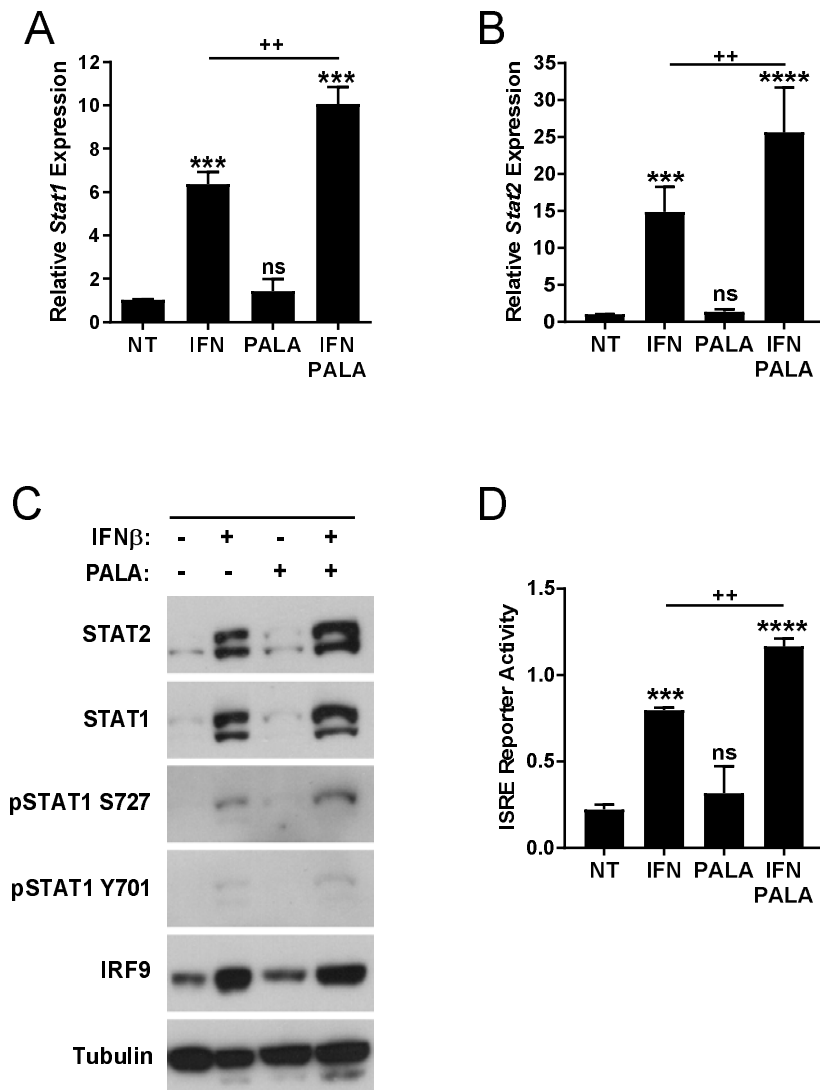 A
Relative Stat1 Expression
12
10
8
6
4
2
0
***
ns
***
++
NT
IFN
PALA
IFN
PALA
B
Relative Stat2 Expression
35
30
25
20
15
10
5
0
***
ns
****
++
NT
IFN
PALA
IFN
PALA
C
IFNβ: - + - +
PALA: - - + +
STAT2
STAT1
pSTAT1 S727
pSTAT1 Y701
IRF9
Tubulin
D
ISRE Reporter Activity
1.5
1.0
0.5
0.0
***
ns
****
++
NT
IFN
PALA
IFN
PALA